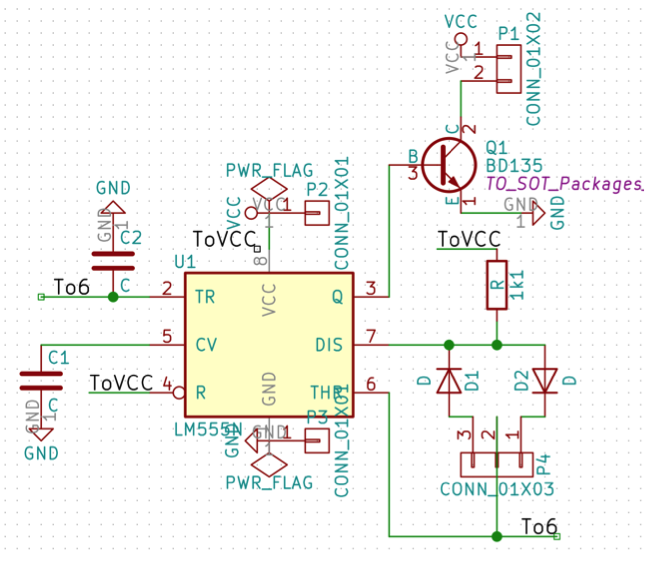 VCC
P1
VCC
1
1
2
CONN_01X02
C
2
Q1
B
BD135
3
TO_SOT_Packages_
E
1
GND
1
GND
PWR_FLAG
P2
VCC
VCC
1
1
CONN_01X01
GND
GND
1
C2
C
ToVCC
U1
8
VCC
ToVCC
R
1k1
To6
2
TR
Q
3
5
CV
DIS
7
C1
C
GND
1
GND
ToVCC
4
R
GND
THR
6
D
D1
D2
D
LM555N
GND
GND
1
P3
CONN_01X01
PWR_FLAG
3
2
1
P4
CONN_01X03
To6